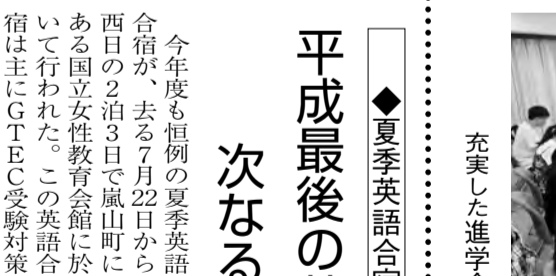 充実した進学
◆夏季英語合宿
平成最後の
次なる
今年度も恒例の夏季英語
合宿が、去る7月22日から
西日の2泊3日で嵐山町に
ある国立女性教育会館に於
いて行われた。この英語合
宿は主にGTEC受験対策